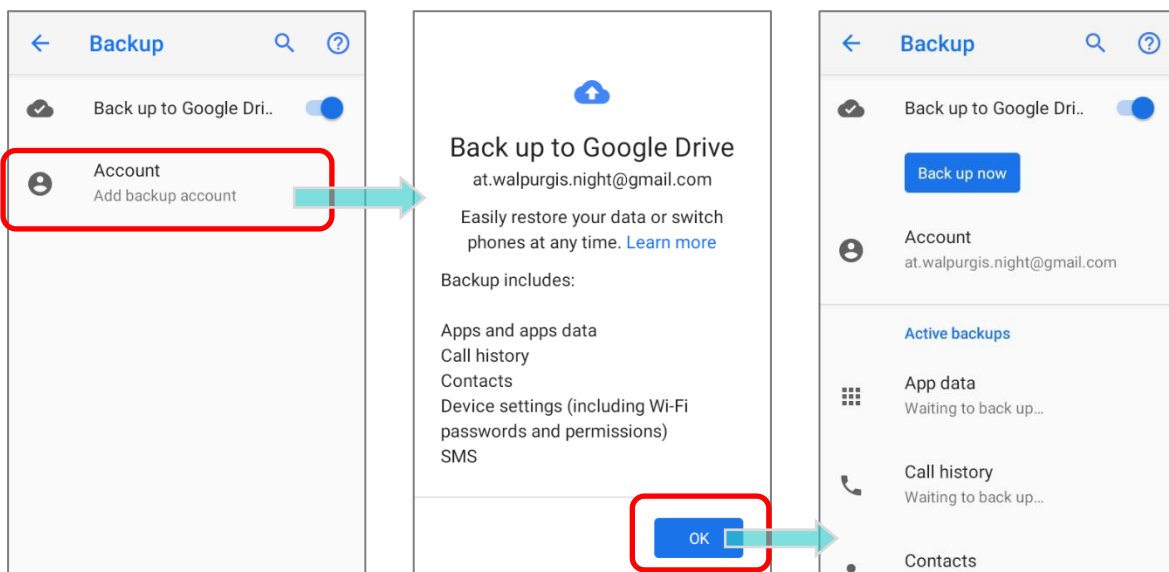 Backup
Back up to Google Dri..
Account
Add backup account
Back up to Google Drive
at.walpurgis.night@gmail.com
Easily restore your data or switch
phones at any time. Learn more
Backup includes:
Apps and apps data
Call history
Contacts
Device settings (including Wi-Fi
passwords and permissions)
SMS
OK
Backup
Back up to Google Dri..
Back up now
Account
at.walpurgis.night@gmail.com
Active backups
App data
Waiting to back up...
Call history
Waiting to back up...
Contacts